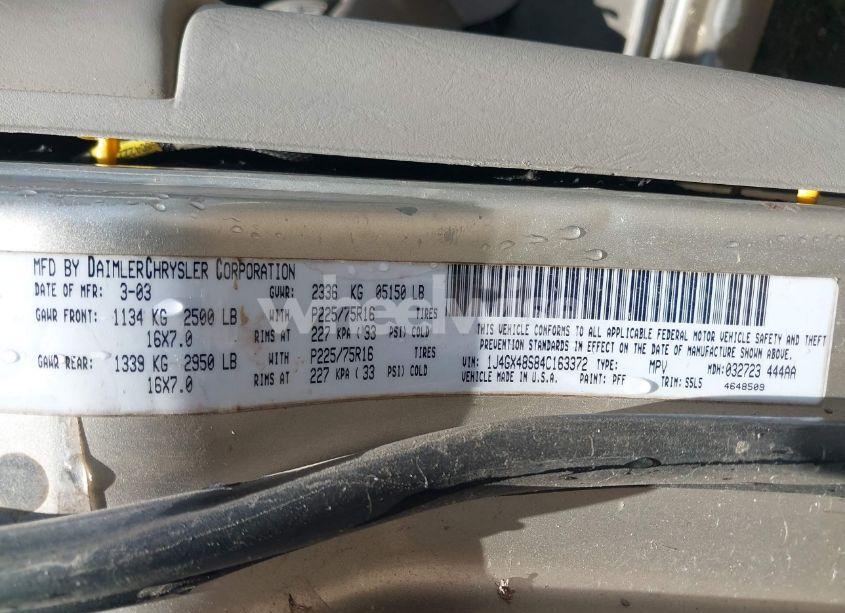 MFD BY DAIMLERCHRYSLER CORPORATION
DATE OF MFR: 3-03 GVWR: 2336 KG 05150 LB
GAWR FRONT: 1134 KG 2500 LB WITH P225/75R16 TIRES
16X7.0 RIMS AT 227 KPA (33 PSI) COLD
GAWR REAR: 1339 KG 2950 LB WITH P225/75R16 TIRES
16X7.0 RIMS AT 227 KPA (33 PSI) COLD
THIS VEHICLE CONFORMS TO ALL APPLICABLE FEDERAL MOTOR VEHICLE SAFETY AND THEFT
PREVENTION STANDARDS IN EFFECT ON THE DATE OF MANUFACTURE SHOWN ABOVE.
VIN: 1J4GX48S84C163372 TYPE: MPV MDH: 032723 444AA
VEHICLE MADE IN U.S.A. PAINT: PFF TRIM: S5L5 4648509